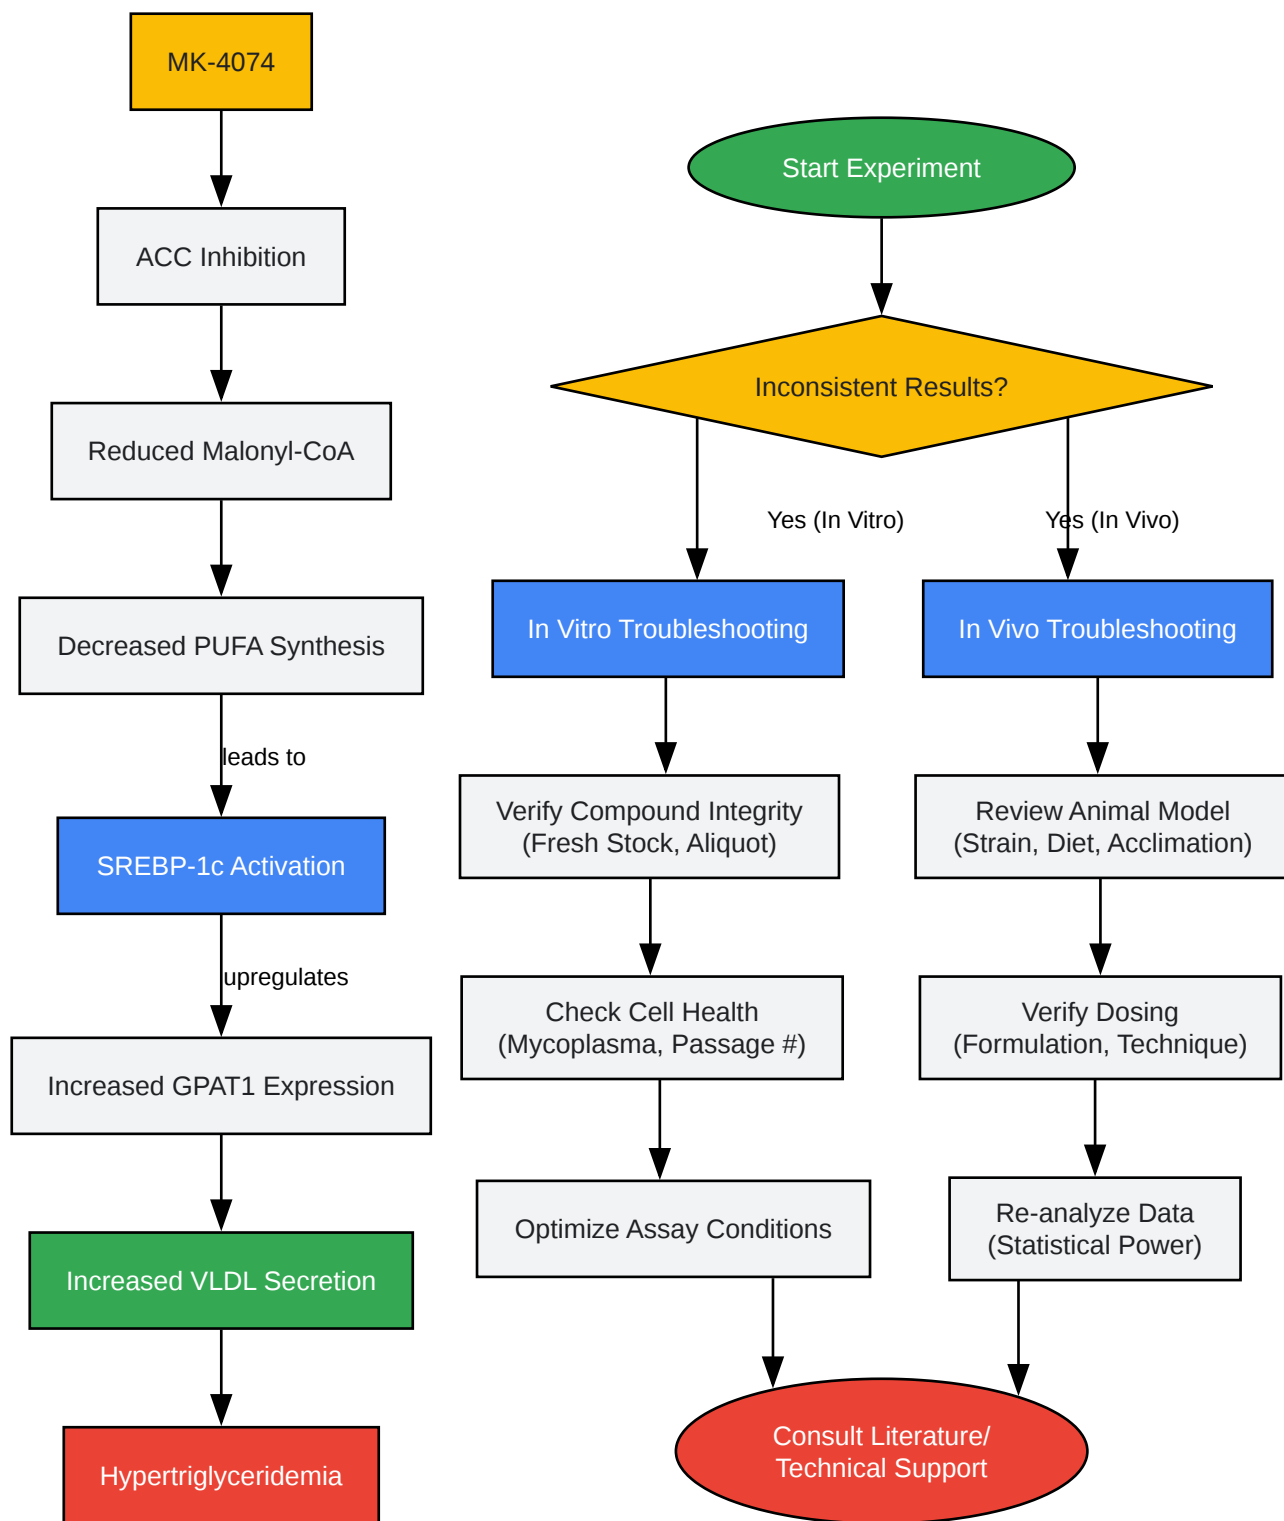 MK-4074
ACC Inhibition
Reduced Malonyl-CoA
Decreased PUFA Synthesis
leads to
SREBP-1c Activation
upregulates
Increased GPAT1 Expression
Increased VLDL Secretion
Hypertriglyceridemia
Start Experiment
Inconsistent Results?
Yes (In Vitro)
Yes (In Vivo)
In Vitro Troubleshooting
In Vivo Troubleshooting
Verify Compound Integrity
(Fresh Stock, Aliquot)
Review Animal Model
(Strain, Diet, Acclimation)
Check Cell Health
(Mycoplasma, Passage #)
Verify Dosing
(Formulation, Technique)
Optimize Assay Conditions
Re-analyze Data
(Statistical Power)
Consult Literature/
Technical Support